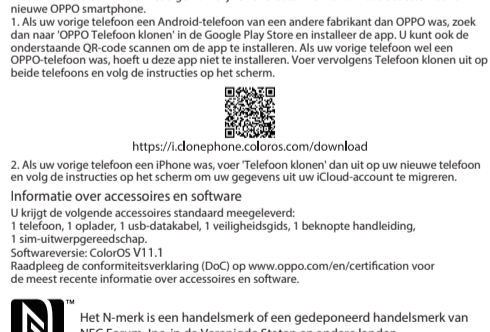 nieuwe OPPO smartphone.
1. Als uw vorige telefoon een Android-telefoon van een andere fabrikant dan OPPO was, zoek
dan naar 'OPPO Telefoon klonen' in de Google Play Store en installeer de app. U kunt ook de
onderstaande QR-code scannen om de app te installeren. Als uw vorige telefoon wel een
OPPO-telefoon was, hoeft u deze app niet te installeren. Voer vervolgens Telefoon klonen uit op
beide telefoons en volg de instructies op het scherm.
https://i.clonephone.coloros.com/download
2. Als uw vorige telefoon een iPhone was, voer 'Telefoon klonen' dan uit op uw nieuwe telefoon
en volg de instructies op het scherm om uw gegevens uit uw iCloud-account te migreren.
Informatie over accessoires en software
U krijgt de volgende accessoires standaard meegeleverd:
1 telefoon, 1 oplader, 1 usb-datakabel, 1 veiligheidsgids, 1 beknopte handleiding,
1 sim-uitwerpgereedschap.
Softwareversie: ColorOS V11.1
Raadpleeg de conformiteitsverklaring (DoC) op www.oppo.com/en/certification voor
de meest recente informatie over accessoires en software.
™
Het N-merk is een handelsmerk of een gedeponeerd handelsmerk van
NFC Forum, Inc. in de Verenigde Staten en andere landen.